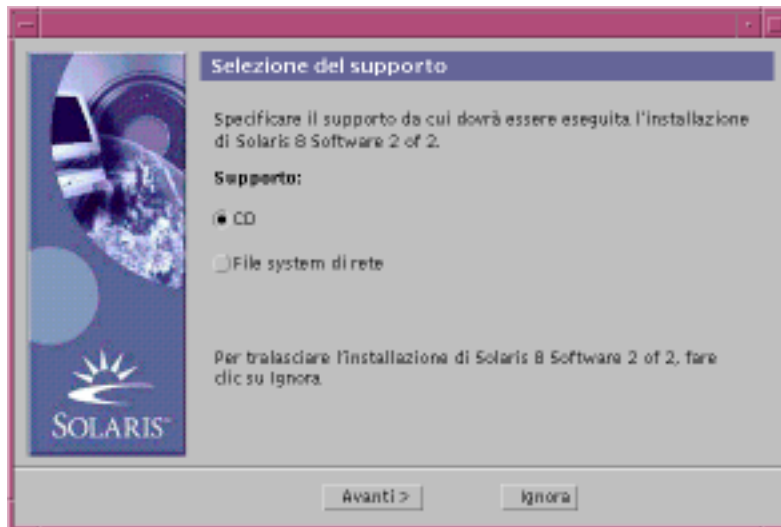 Selezione del supporto
Specificare il supporto da cui dovrà essere eseguita l'installazione
di Solaris 8 Software 2 of 2.
Supporto:
CD
File system di rete
Per tralasciare l'installazione di Solaris 8 Software 2 of 2, fare
clic su Ignora
SOLARIS™
Avanti >
Ignora